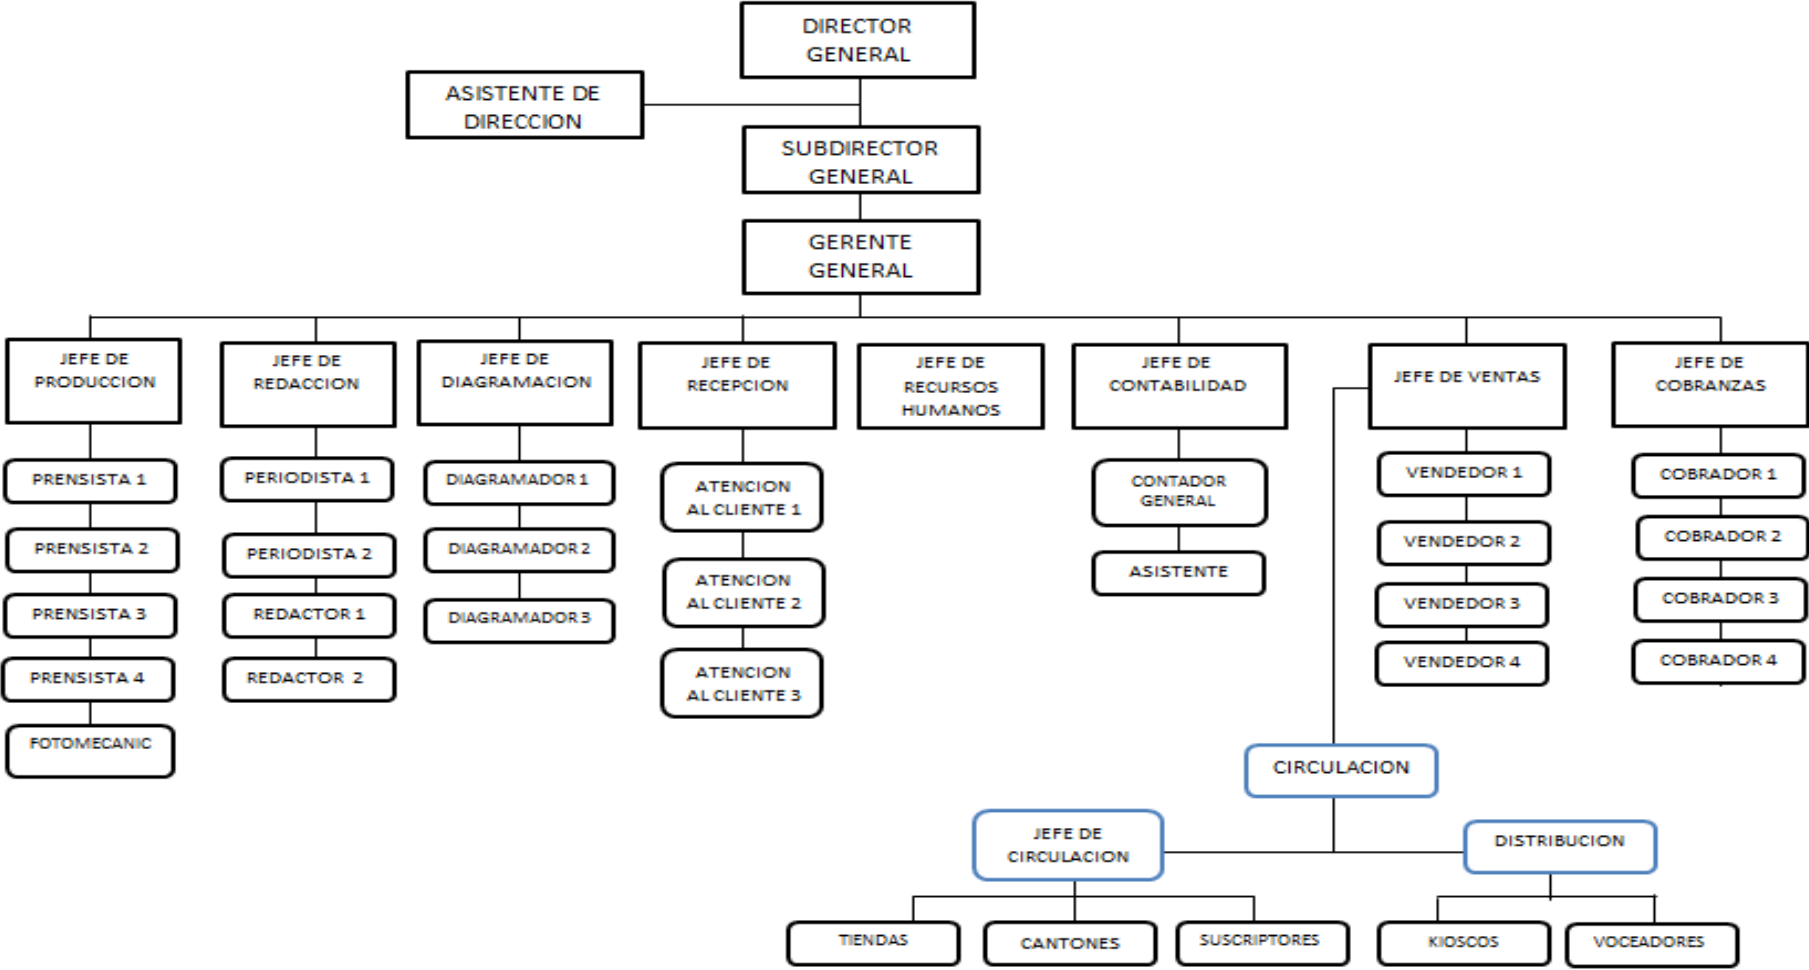 DIRECTOR
GENERAL
ASISTENTE DE
DIRECCION
SUBDIRECTOR
GENERAL
GERENTE
GENERAL
JEFE DE
PRODUCCION
JEFE DE
REDACCION
JEFE DE
DIAGRAMACION
JEFE DE
RECEPCION
JEFE DE
RECURSOS
HUMANOS
JEFE DE
CONTABILIDAD
JEFE DE VENTAS
JEFE DE
COBRANZAS
PRENSISTA 1
PRENSISTA 2
PRENSISTA 3
PRENSISTA 4
FOTOMECANIC
PERIODISTA 1
PERIODISTA 2
REDACTOR 1
REDACTOR 2
DIAGRAMADOR 1
DIAGRAMADOR 2
DIAGRAMADOR 3
ATENCION
AL CLIENTE 1
ATENCION
AL CLIENTE 2
ATENCION
AL CLIENTE 3
CONTADOR
GENERAL
ASISTENTE
VENDEDOR 1
VENDEDOR 2
VENDEDOR 3
VENDEDOR 4
COBRADOR 1
COBRADOR 2
COBRADOR 3
COBRADOR 4
CIRCULACION
JEFE DE
CIRCULACION
DISTRIBUCION
TIENDAS
CANTONES
SUSCRIPTORES
KIOSCOS
VOCEADORES